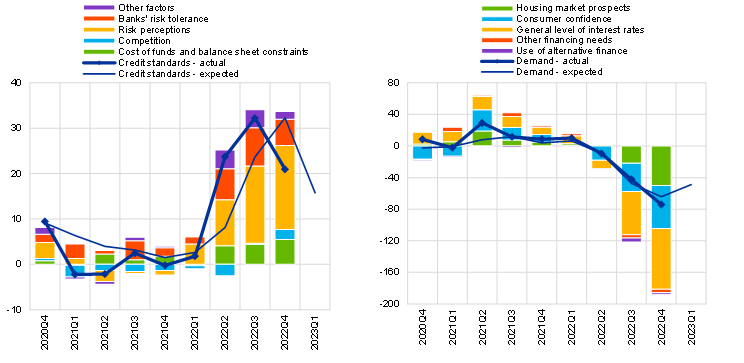 Other factors
Banks' risk tolerance
Risk perceptions
Competition
Cost of funds and balance sheet constraints
Credit standards - actual
Credit standards - expected
40
30
20
10
0
-10
2020Q4
2021Q1
2021Q2
2021Q3
2021Q4
2022Q1
2022Q2
2022Q3
2022Q4
2023Q1
Housing market prospects
Consumer confidence
General level of interest rates
Other financing needs
Use of alternative finance
Demand - actual
Demand - expected
80
40
0
-40
-80
-120
-160
-200
2020Q4
2021Q1
2021Q2
2021Q3
2021Q4
2022Q1
2022Q2
2022Q3
2022Q4
2023Q1